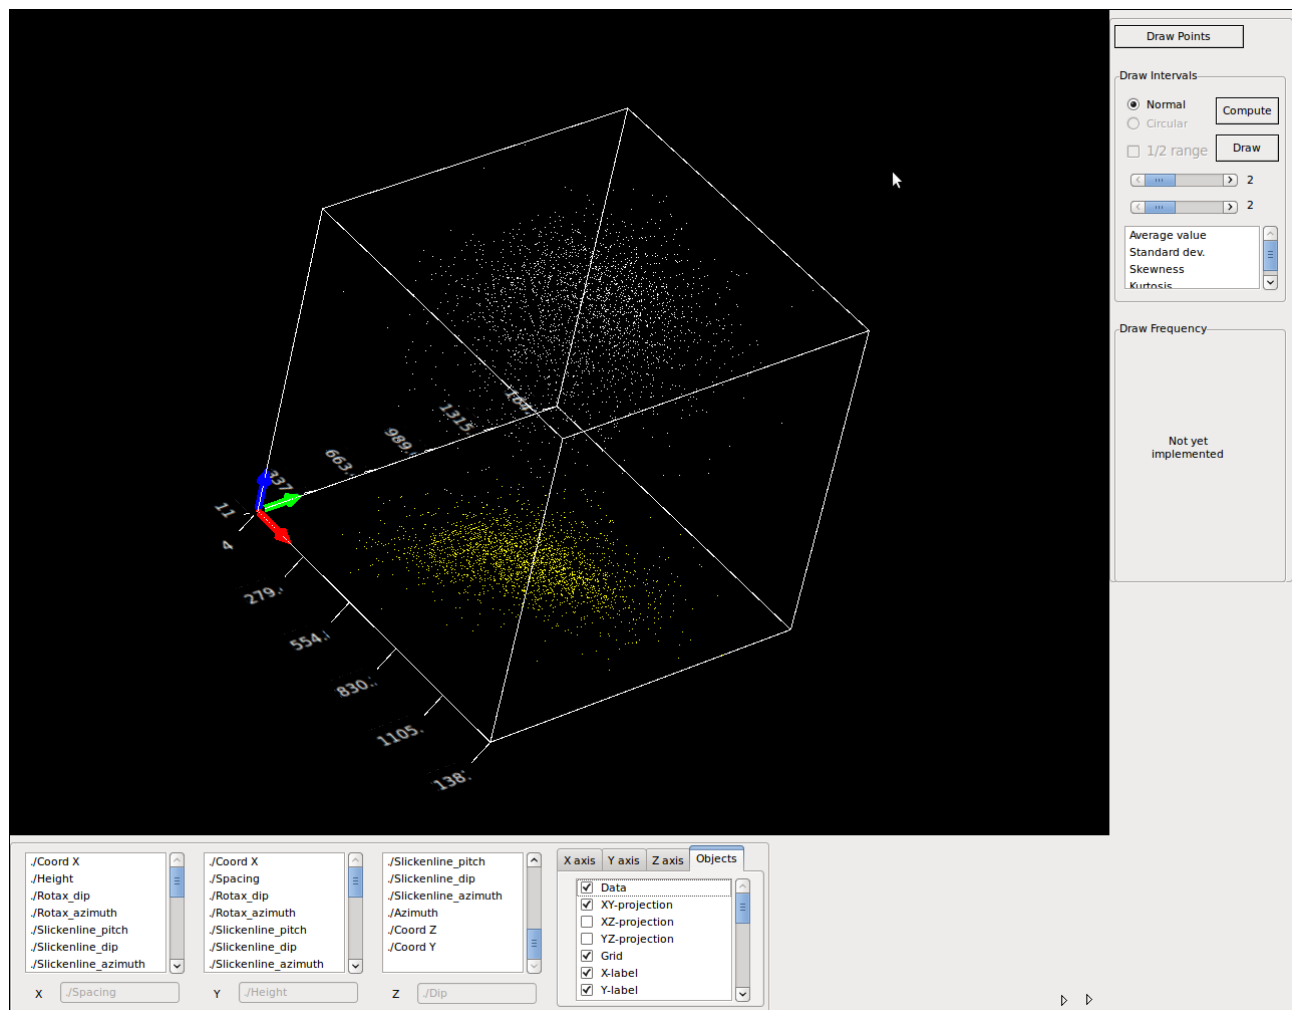 Draw Points
Draw Intervals
Normal
Compute
Circular
1/2 range
Draw
2
2
Average value
Standard dev.
Skewness
Kurtosis
Draw Frequency
Not yet
implemented
164.
1315.
989.
663.
337.
11
4
279.
554.
830.
1105.
138
./Coord X
./Height
./Rotax_dip
./Rotax_azimuth
./Slickenline_pitch
./Slickenline_dip
./Slickenline_azimuth
X ./Spacing
./Coord X
./Spacing
./Rotax_dip
./Rotax_azimuth
./Slickenline_pitch
./Slickenline_dip
./Slickenline_azimuth
Y ./Height
./Slickenline_pitch
./Slickenline_dip
./Slickenline_azimuth
./Azimuth
./Coord Z
./Coord Y
Z ./Dip
X axis Y axis Z axis Objects
Data
XY-projection
XZ-projection
YZ-projection
Grid
X-label
Y-label